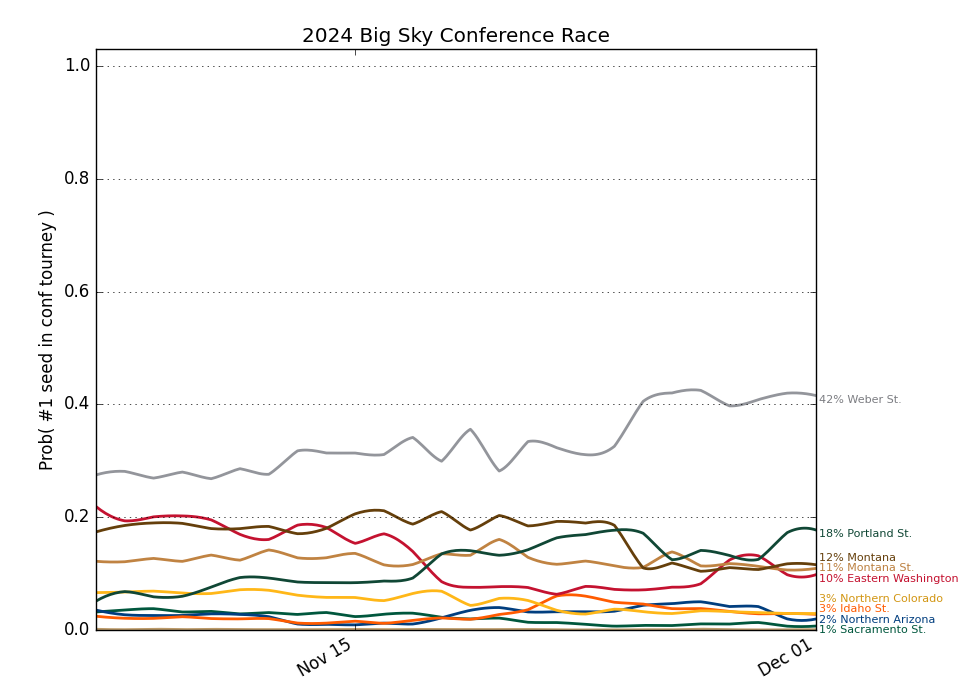 2024 Big Sky Conference Race
Prob( #1 seed in conf tourney )
1.0
0.8
0.6
0.4
0.2
0.0
Nov 15
Dec 01
42% Weber St.
18% Portland St.
12% Montana
11% Montana St.
10% Eastern Washington
3% Northern Colorado
3% Idaho St.
2% Northern Arizona
1% Sacramento St.